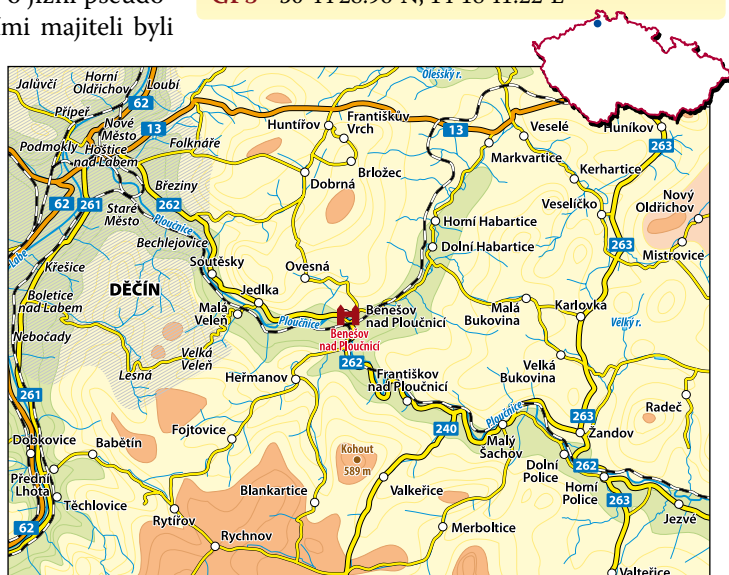 o jižní pseudo-
GPS
ími majiteli byli
Olešský r.
Jalůvčí
Horní
Oldřichov
Loubí
62
Přípeř
Nové
Město
13
Huntířov
Františkův
Vrch
13
Veselé
Huníkov
263
Podmokly
Hoštice
nad Labem
Folknáře
Markvartice
Kerhartice
Březiny
Dobrná
Brložec
62
261
262
Staré
Město
Ploučnice
Veselíčko
Nový
Oldřichov
Bechlejovice
Horní Habartice
Dolní Habartice
263
Mistrovice
Labe
Křešice
Soutěsky
Ovesná
Boletice
nad Labem
DĚČÍN
Jedlka
Malá
Veleň
Ploučnice
Benešov
nad Ploučnicí
Benešov
nad Ploučnicí
Malá
Bukovina
Karlovka
Vělký r.
Nebočady
Velká
Veleň
Lesná
262
Heřmanov
Františkov
nad Ploučnicí
Velká
Bukovina
261
Radeč
Ploučnice
263
Fojtovice
240
Malý
Šachov
Žandov
Dobkovice
Babětín
Kohout
589 m
Dolní
Police
262
Přední
Lhota
Horní
Police
263
Těchlovice
Blankartice
Valkeřice
Jezvé
Rytířov
62
Rychnov
Merboltice
Valteřice